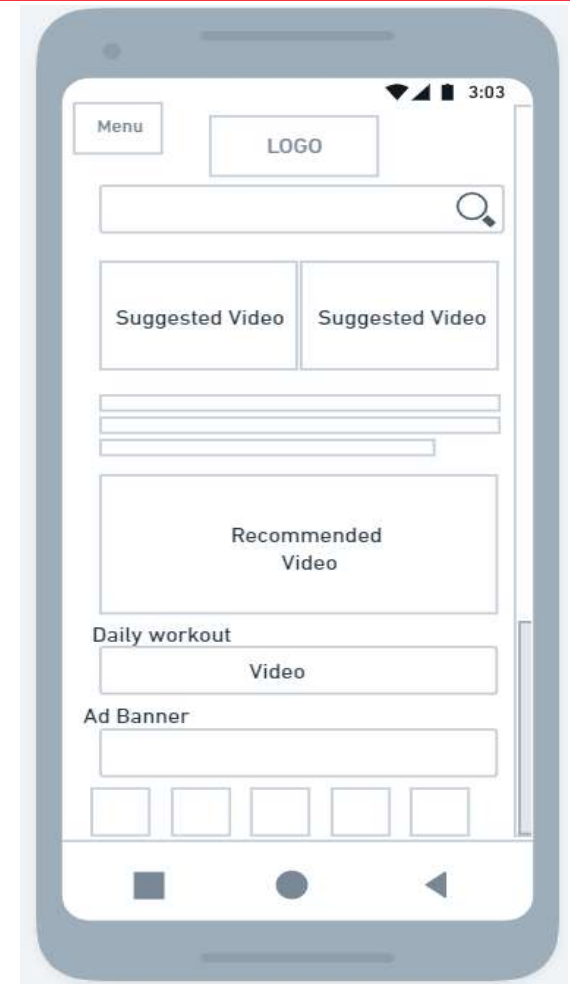 3:03
Menu
LOGO
Suggested Video
Suggested Video
Recommended
Video
Daily workout
Video
Ad Banner